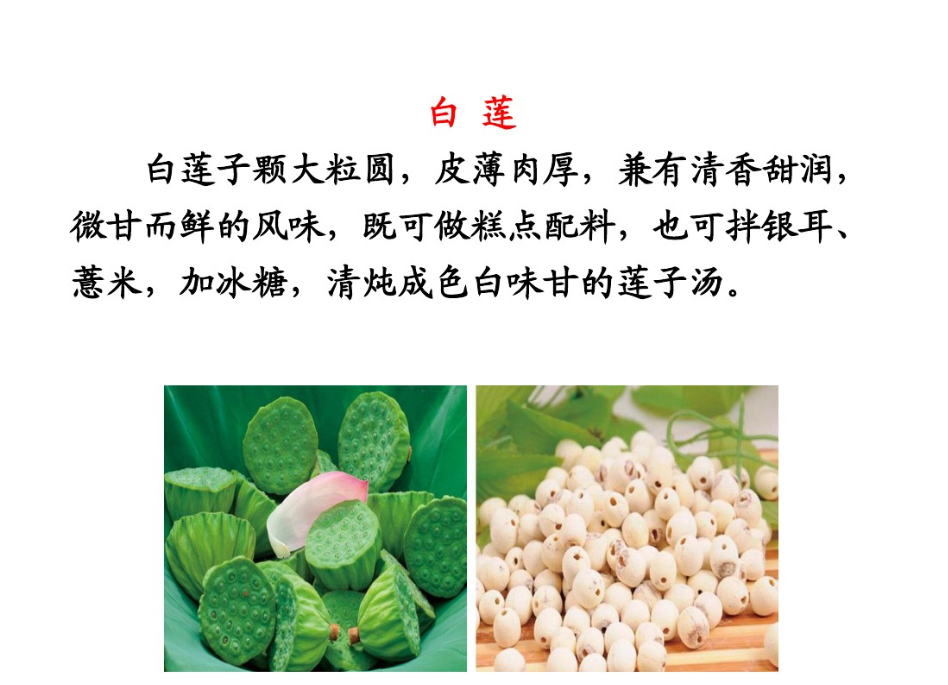 白 莲
白莲子颗大粒圆，皮薄肉厚，兼有清香甜润，
微甘而鲜的风味，既可做糕点配料，也可拌银耳、
薏米，加冰糖，清炖成色白味甘的莲子汤。